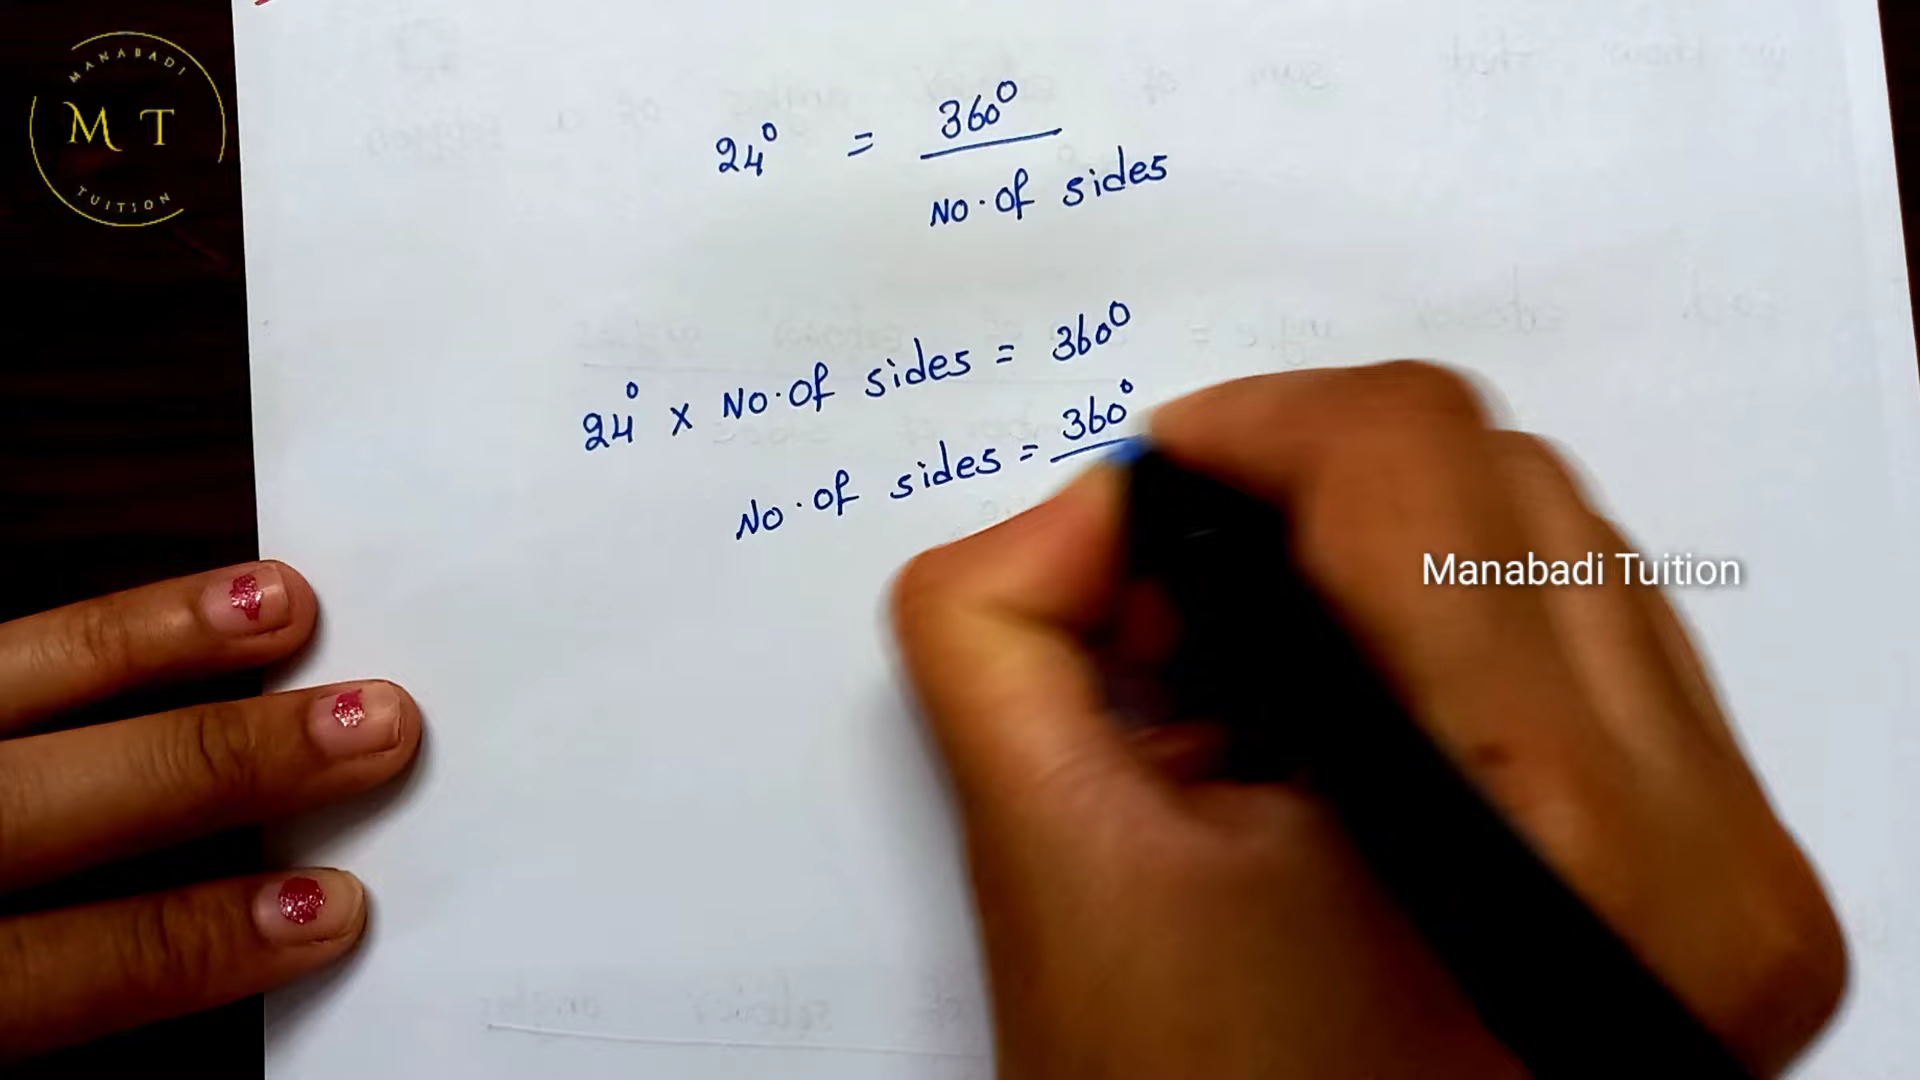 MANABADI
M T
TUITION
24° = 360°
No. of sides
24° x No. of sides = 360°
No. of sides = 360°
Manabadi Tuition